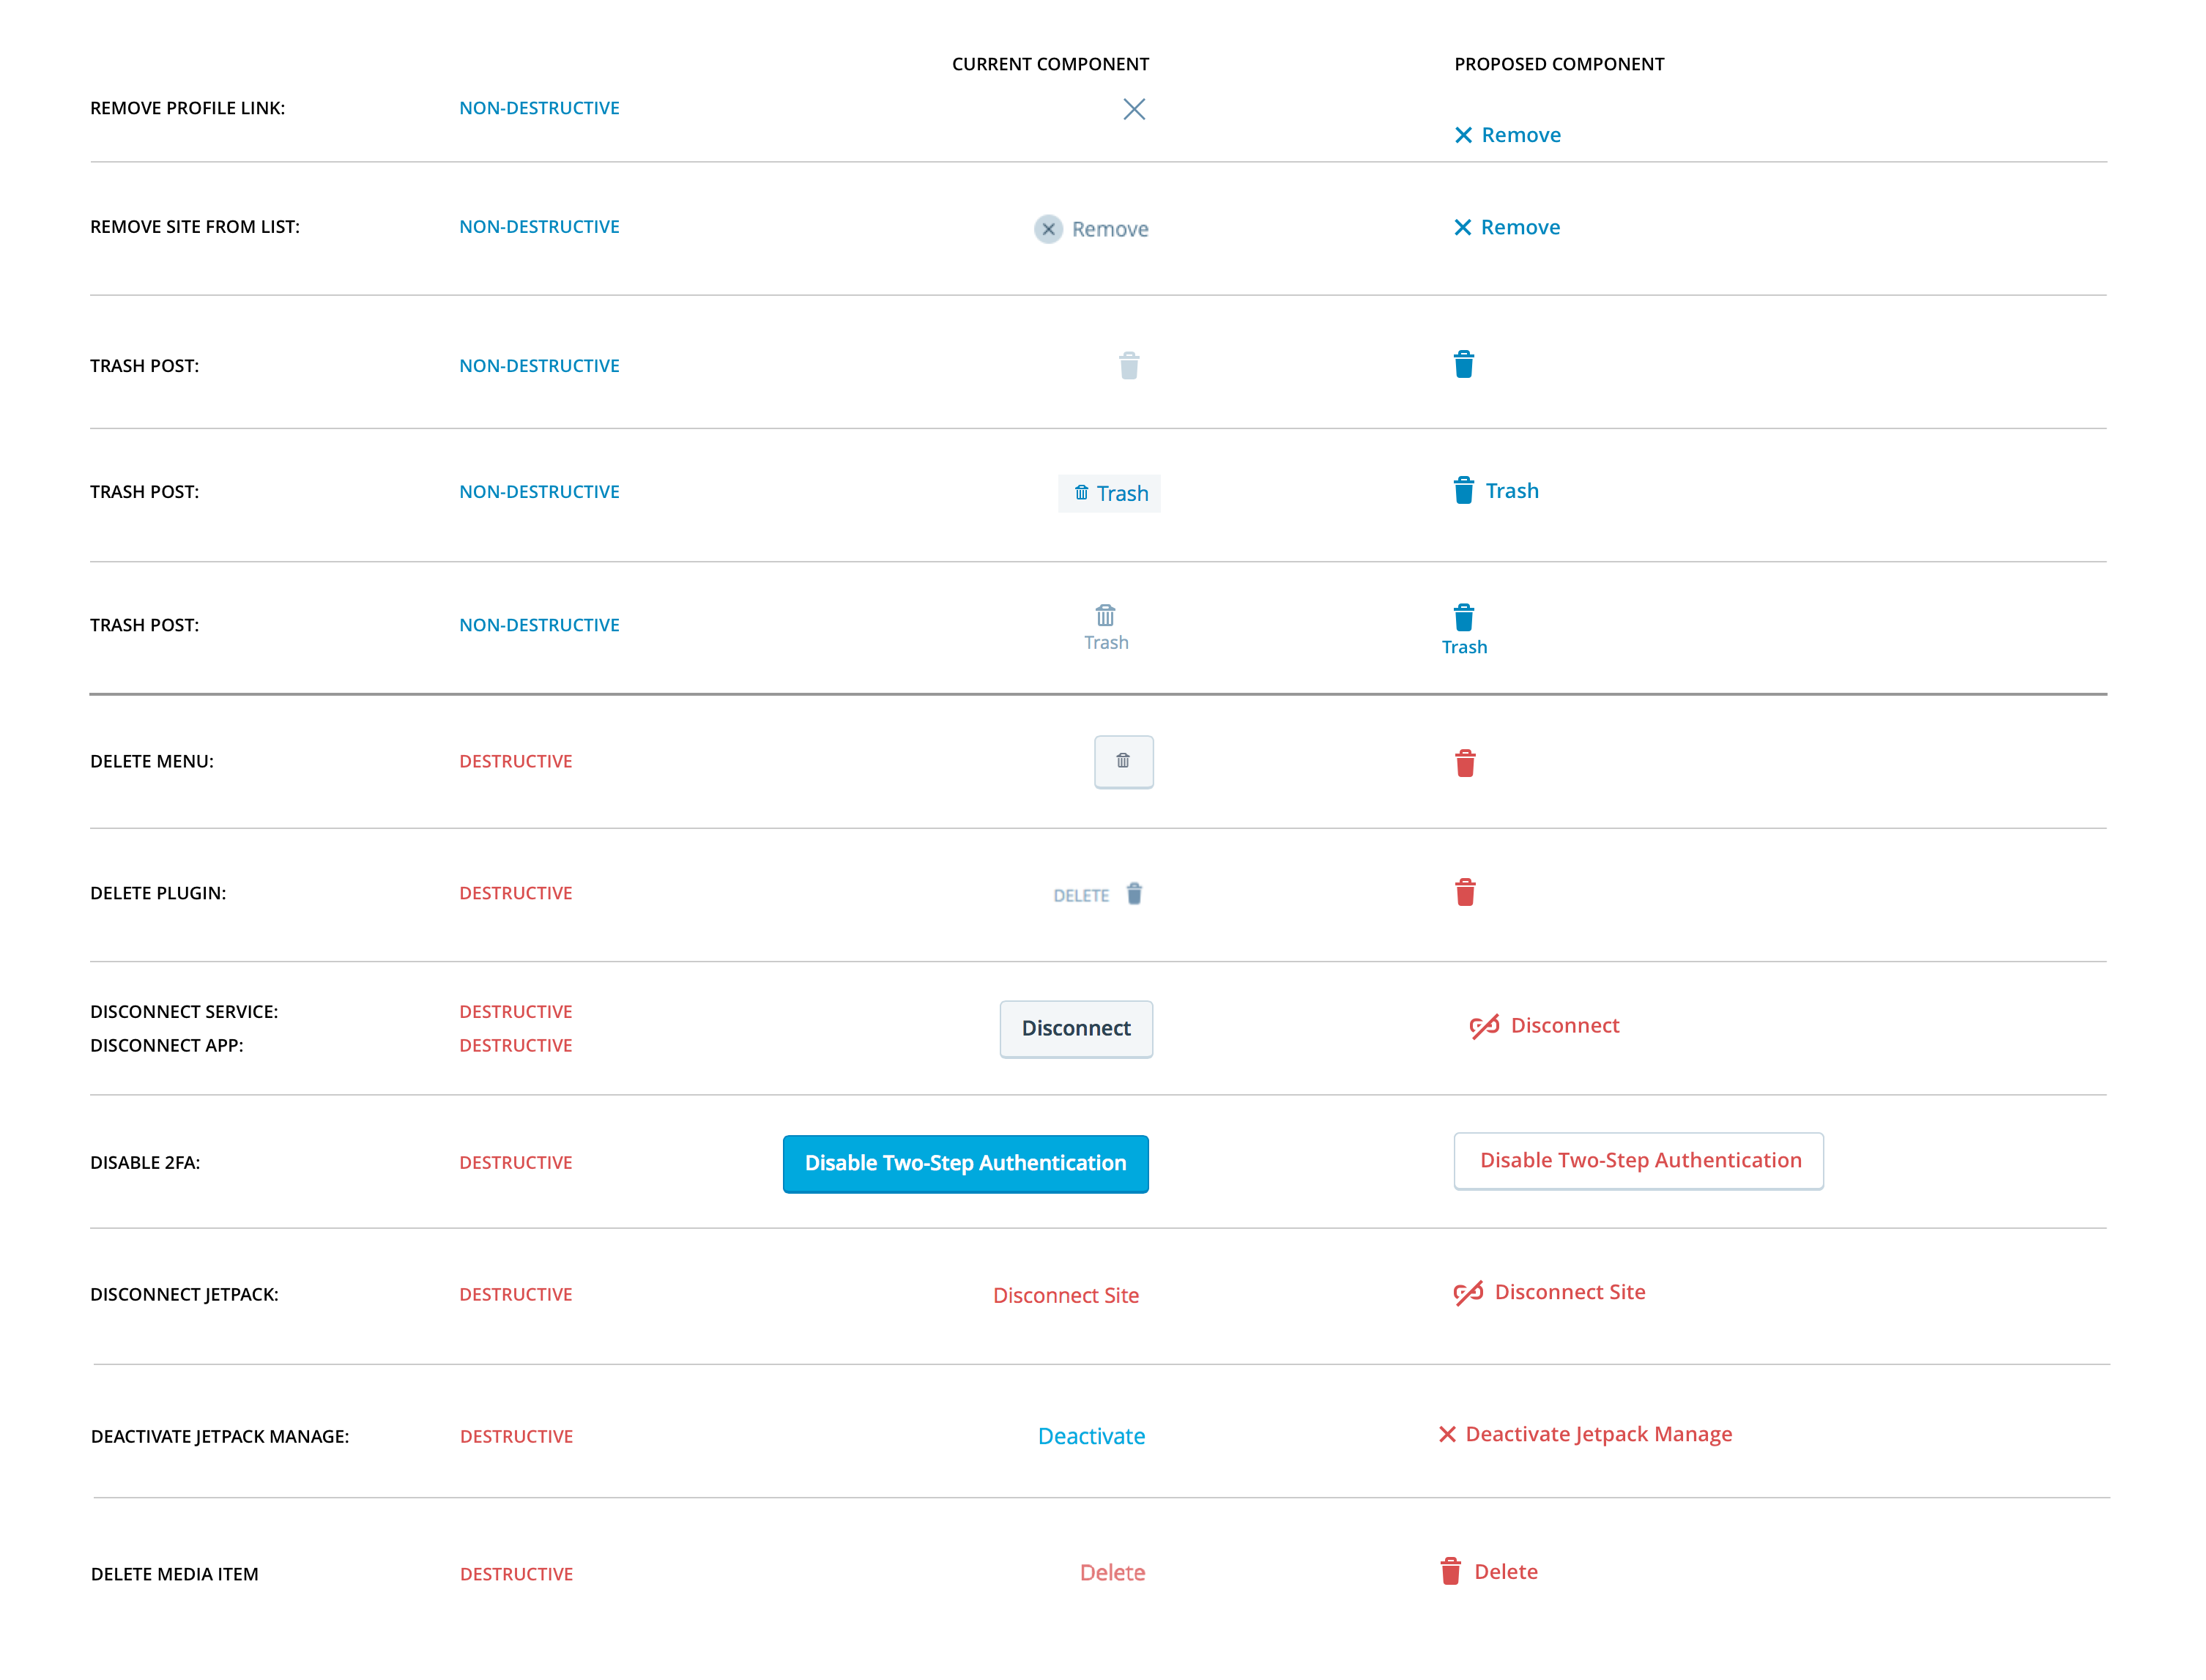 CURRENT COMPONENT PROPOSED COMPONENT
REMOVE PROFILE LINK: NON-DESTRUCTIVE
Remove
REMOVE SITE FROM LIST: NON-DESTRUCTIVE Remove Remove
TRASH POST: NON-DESTRUCTIVE
TRASH POST: NON-DESTRUCTIVE Trash Trash
TRASH POST: NON-DESTRUCTIVE Trash Trash
DELETE MENU: DESTRUCTIVE
DELETE PLUGIN: DESTRUCTIVE DELETE
DISCONNECT SERVICE: DESTRUCTIVE Disconnect Disconnect
DISCONNECT APP: DESTRUCTIVE
DISABLE 2FA: DESTRUCTIVE Disable Two-Step Authentication Disable Two-Step Authentication
DISCONNECT JETPACK: DESTRUCTIVE Disconnect Site Disconnect Site
DEACTIVATE JETPACK MANAGE: DESTRUCTIVE Deactivate Deactivate Jetpack Manage
DELETE MEDIA ITEM DESTRUCTIVE Delete Delete